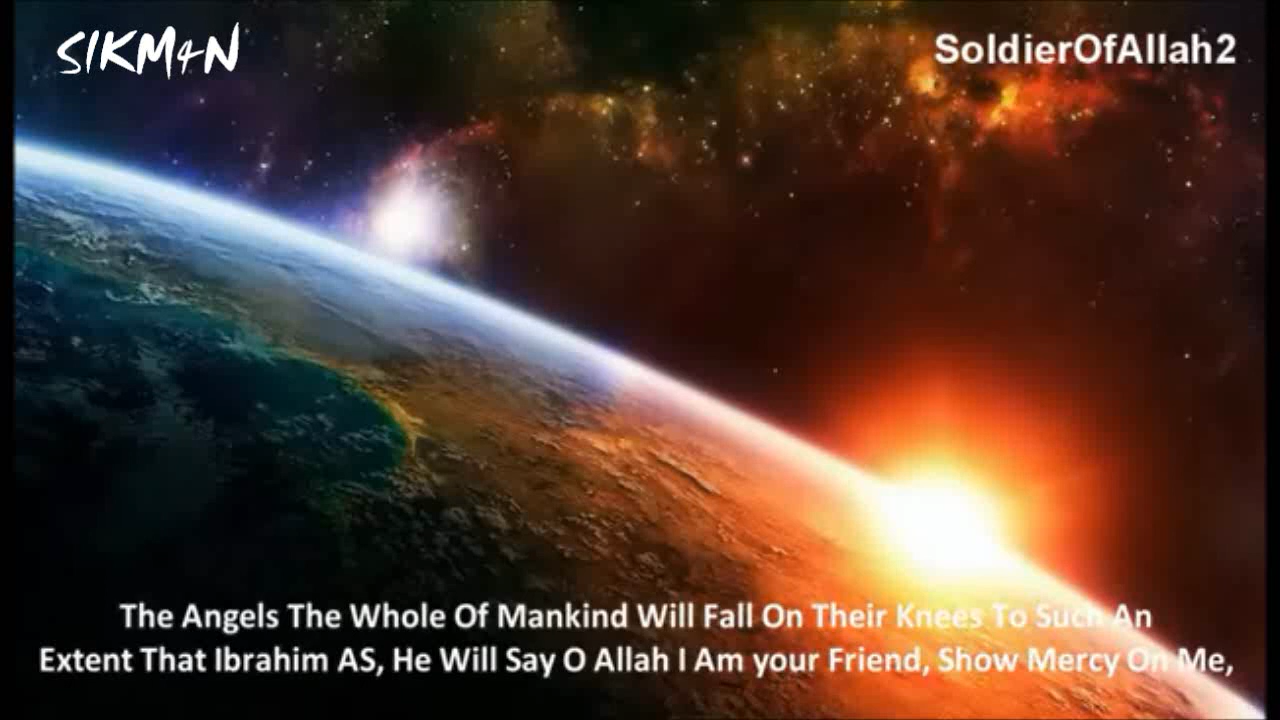 SIKM4N
SoldierOfAllah2
The Angels The Whole Of Mankind Will Fall On Their Knees To Such An
Extent That Ibrahim AS, He Will Say O Allah I Am your Friend, Show Mercy On Me,